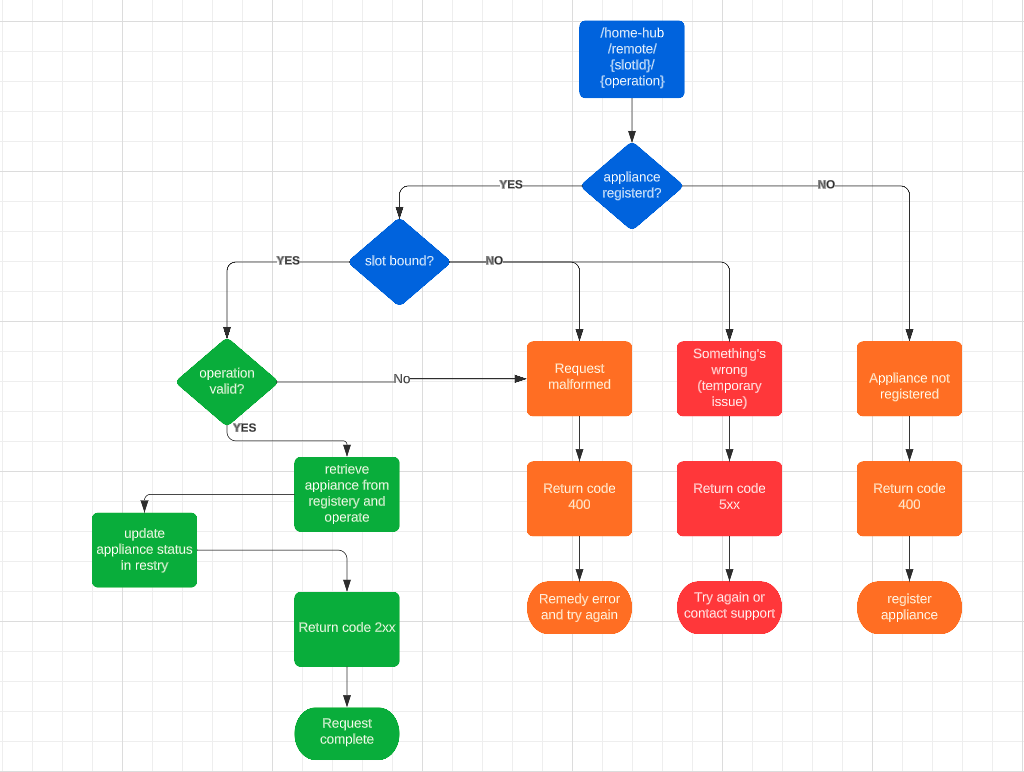 /home-hub
/remote/
{slotId}/
{operation}
appliance
registerd?
YES
NO
slot bound?
YES
NO
operation
valid?
No
YES
Request
malformed
Something's
wrong
(temporary
issue)
Appliance not
registered
retrieve
appiance from
registery and
operate
Return code
400
Return code
5xx
Return code
400
update
appliance status
in restry
Return code 2xx
Remedy error
and try again
Try again or
contact support
register
appliance
Request
complete